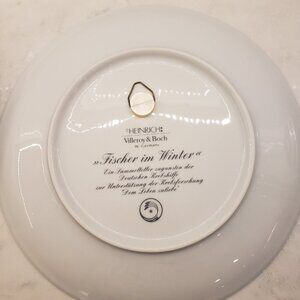 HEINRICH
Villeroy & Boch
W. Germany
„Fischer im Winter“
Ein Sammelteller zugunsten der
Deutschen Krebshilfe
zur Unterstützung der Krebsforschung
"Dem Leben zuliebe"